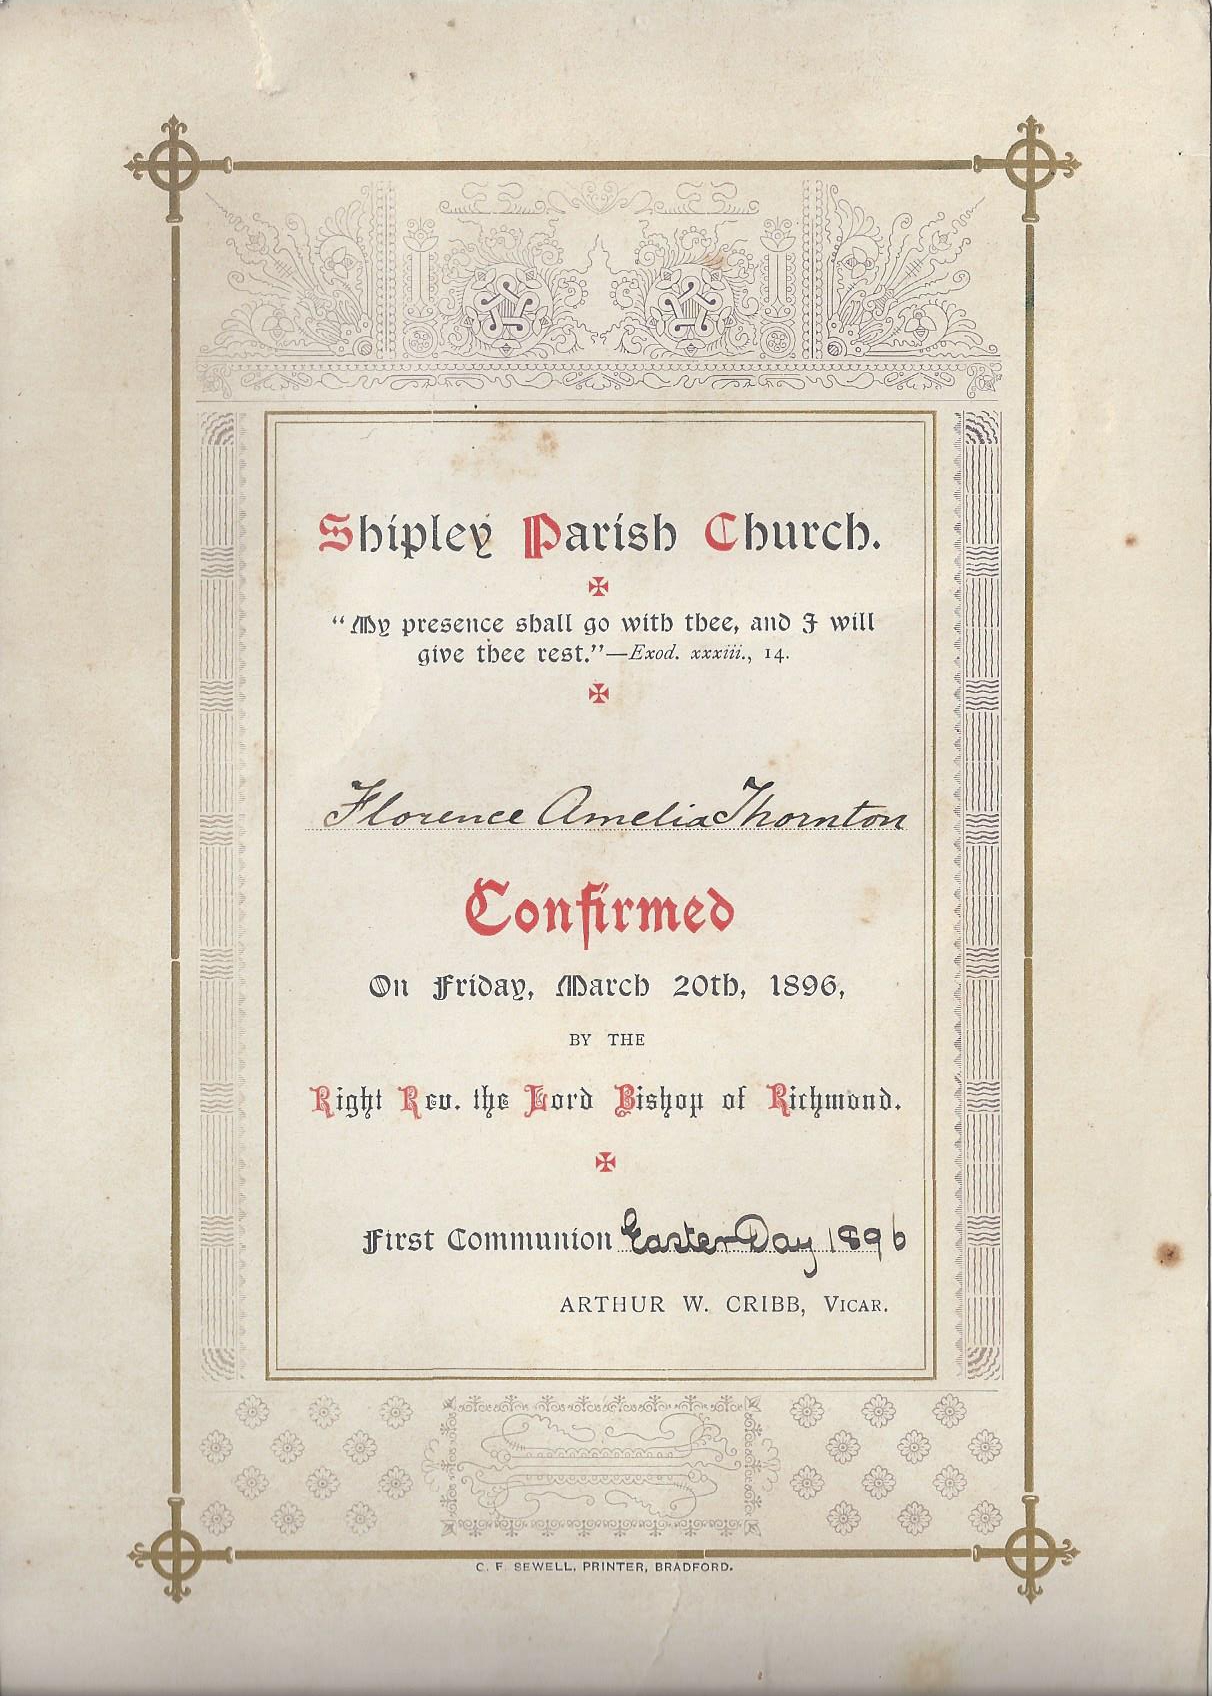 Shipley Parish Church.
"My presence shall go with thee, and I will
give thee rest."—Exod. xxxiii., 14.
Florence Amelia Thornton
Confirmed
On Friday, March 20th, 1896,
BY THE
Right Rev. the Lord Bishop of Richmond.
First Communion Easter Day 1896
ARTHUR W. CRIBB, VICAR.
C. F. SEWELL, PRINTER, BRADFORD.